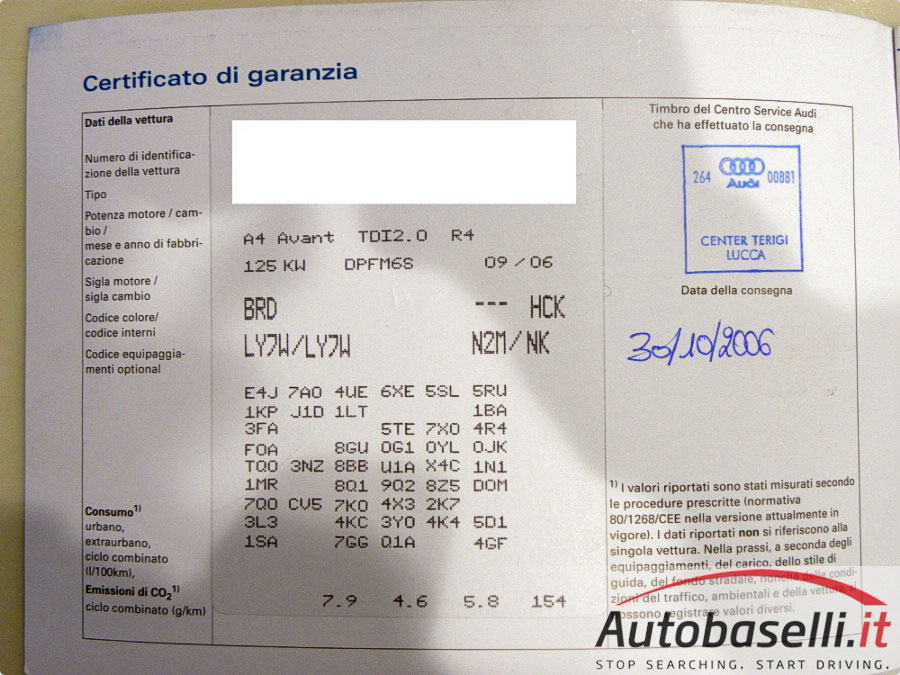 Certificato di garanzia
Dati della vettura
Numero di identifica-
zione della vettura
Tipo
Potenza motore / cam-
bio /
mese e anno di fabbri-
cazione
Sigla motore /
sigla cambio
Codice colore/
codice interni
Codice equipaggia-
menti optional
Consumo1)
urbano,
extraurbano,
ciclo combinato
(l/100km),
Emissioni di CO2 1)
ciclo combinato (g/km)
A4 Avant TDI2.0 R4
125 KW DPFM6S 09 / 06
BRD --- HCK
LY7W/LY7W N2M/ NK
E4J 7A0 4UE 6XE 5SL 5RU
1KP J1D 1LT 1BA
3FA 5TE 7X0 4R4
F0A 8GU 0G1 0YL 0JK
TQ0 3NZ 8BB U1A X4C 1N1
1MR 8Q1 9Q2 8Z5 D0M
7Q0 CV5 7K0 4X3 2K7
3L3 4KC 3Y0 4K4 5D1
1SA 7GG Q1A 4GF
7.9 4.6 5.8 154
Timbro del Centro Service Audi
che ha effettuato la consegna
264 Audi 00881
CENTER TERIGI
LUCCA
Data della consegna
30/10/2006
1) I valori riportati sono stati misurati secondo
le procedure prescritte (normativa
80/1268/CEE nella versione attualmente in
vigore). I dati riportati non si riferiscono alla
singola vettura. Nella prassi, a seconda degli
equipaggiamenti, del carico, dello stile di
guida, del fondo stradale, nonché delle condi-
zioni del traffico, ambientali e della vettura si
possono registrare valori diversi.
Autobaselli.it
STOP SEARCHING. START DRIVING.